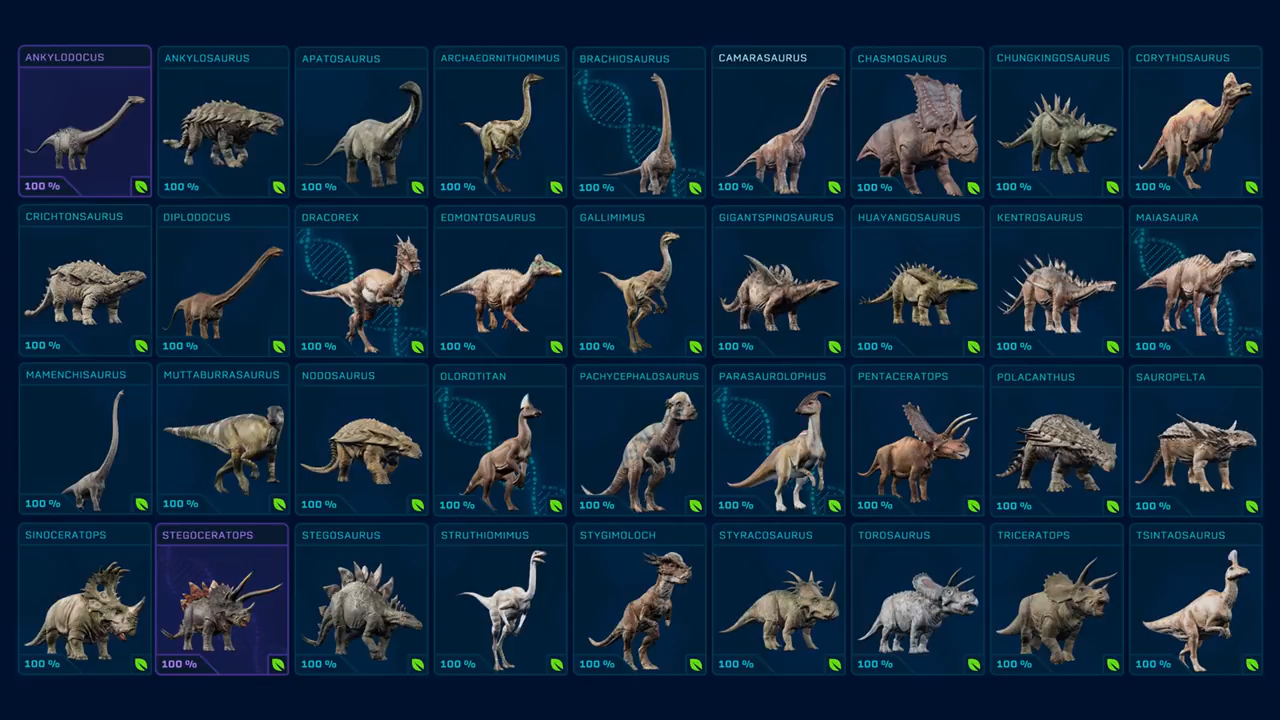 ANKYLODOCUS
ANKYLOSAURUS
APATOSAURUS
ARCHAEORNITHOMIMUS
BRACHIOSAURUS
CAMARASAURUS
CHASMOSAURUS
CHUNGKINGOSAURUS
CORYTHOSAURUS
100 %
100 %
100 %
100 %
100 %
100 %
100 %
100 %
100 %
CRICHTONSAURUS
DIPLODOCUS
DRACOREX
EDMONTOSAURUS
GALLIMIMUS
GIGANTSPINOSAURUS
HUAYANGOSAURUS
KENTROSAURUS
MAIASAURA
100 %
100 %
100 %
100 %
100 %
100 %
100 %
100 %
100 %
MAMENCHISAURUS
MUTTABURRASAURUS
NODOSAURUS
OLOROTITAN
PACHYCEPHALOSAURUS
PARASAUROLOPHUS
PENTACERATOPS
POLACANTHUS
SAUROPELTA
100 %
100 %
100 %
100 %
100 %
100 %
100 %
100 %
100 %
SINOCERATOPS
STEGOCERATOPS
STEGOSAURUS
STRUTHIOMIMUS
STYGIMOLOCH
STYRACOSAURUS
TOROSAURUS
TRICERATOPS
TSINTAOSAURUS
100 %
100 %
100 %
100 %
100 %
100 %
100 %
100 %
100 %